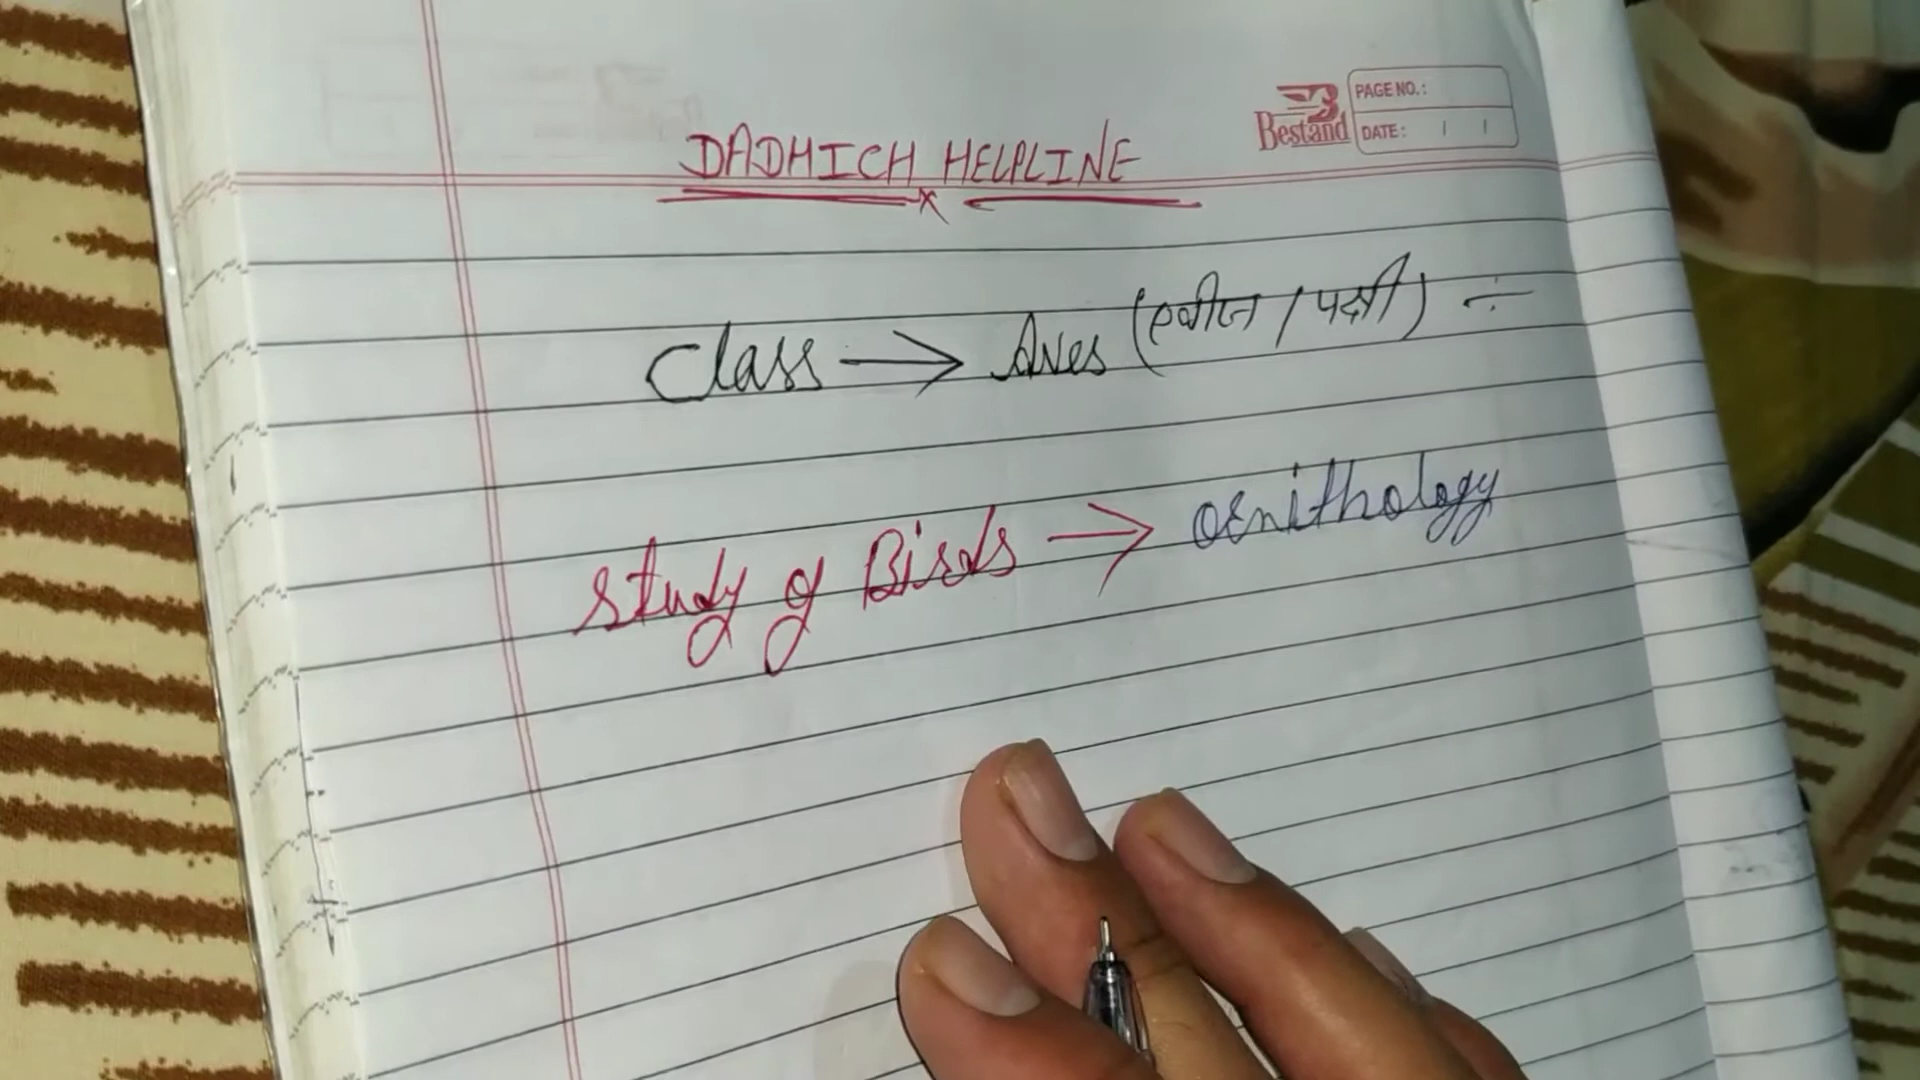 Bestand
PAGE NO.:
DATE: / /
DADHICH HELPLINE
Class → Aves (एवीज / पक्षी) ÷
Study of Birds → Ornithology